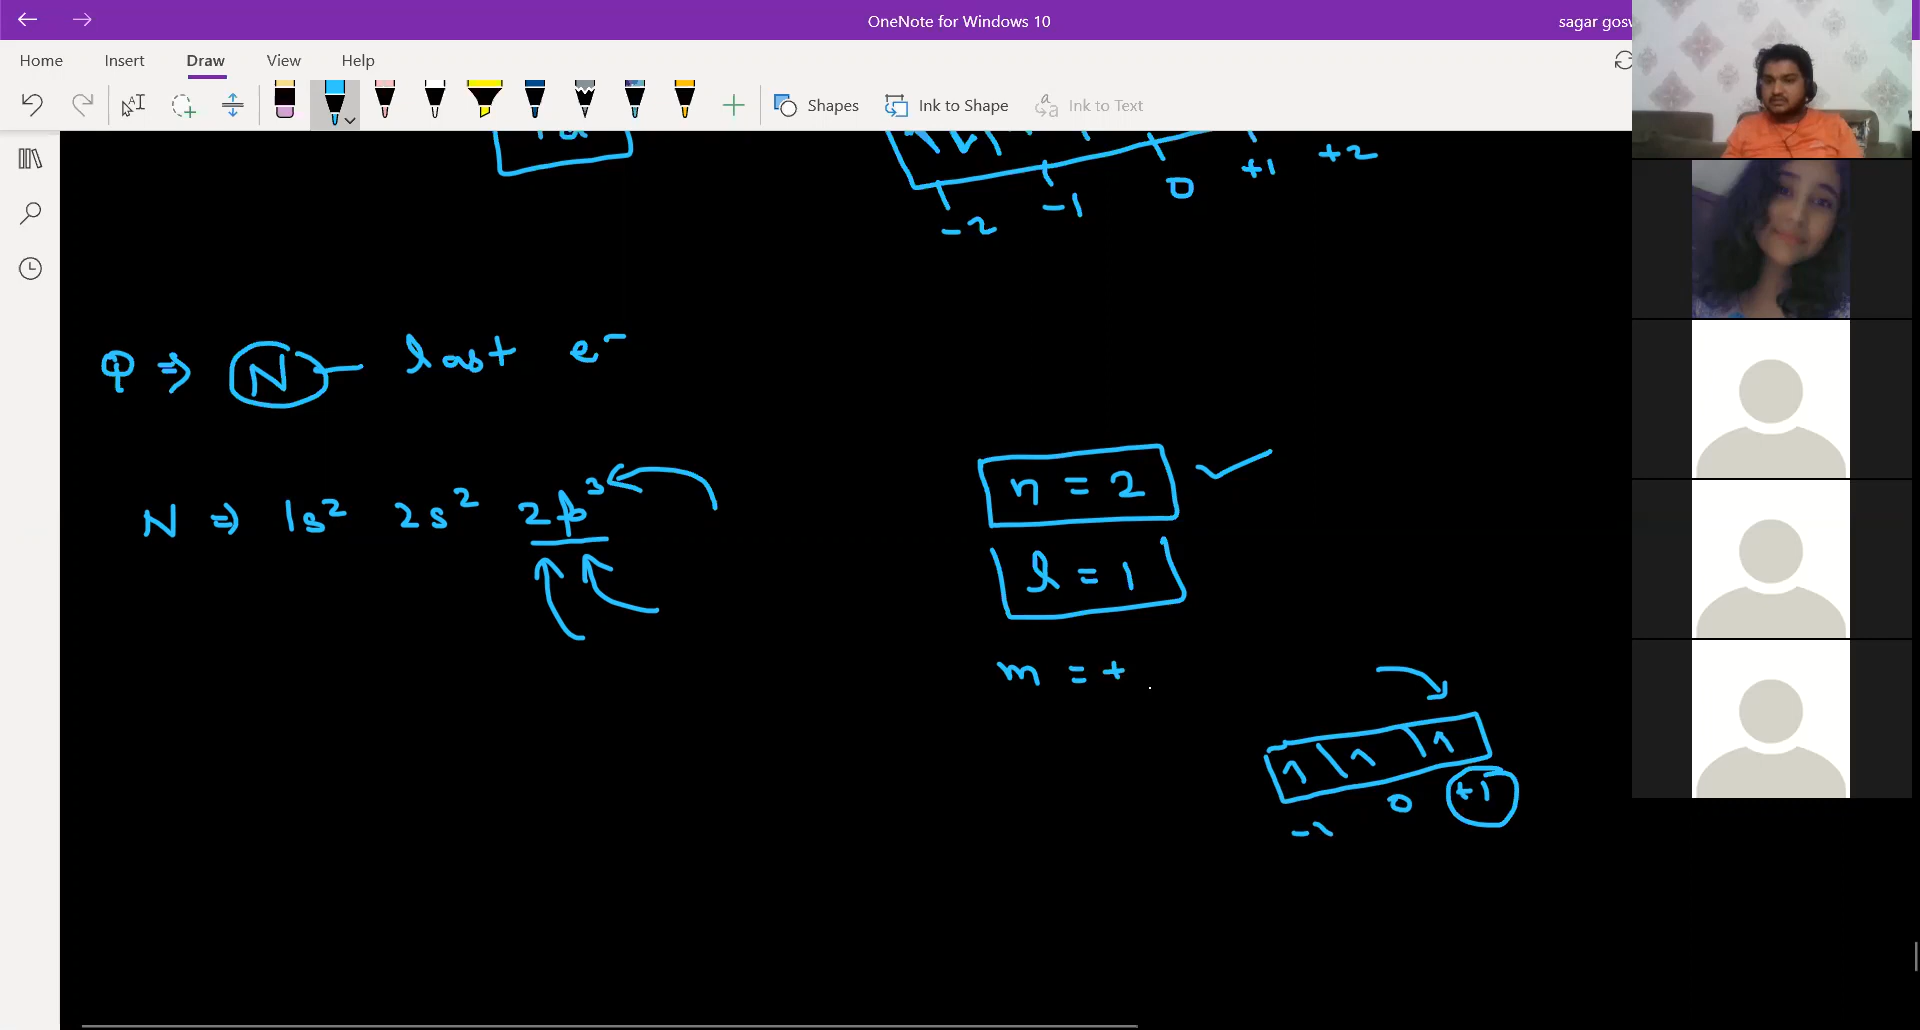 OneNote for Windows 10
sagar gosw
Home Insert Draw View Help
Shapes Ink to Shape Ink to Text
-2 -1 0 +1 +2
Q ⇒ N last e⁻
N ⇒ 1s² 2s² 2p³
n = 2 ✓
l = 1
m = +
-1 0 +1